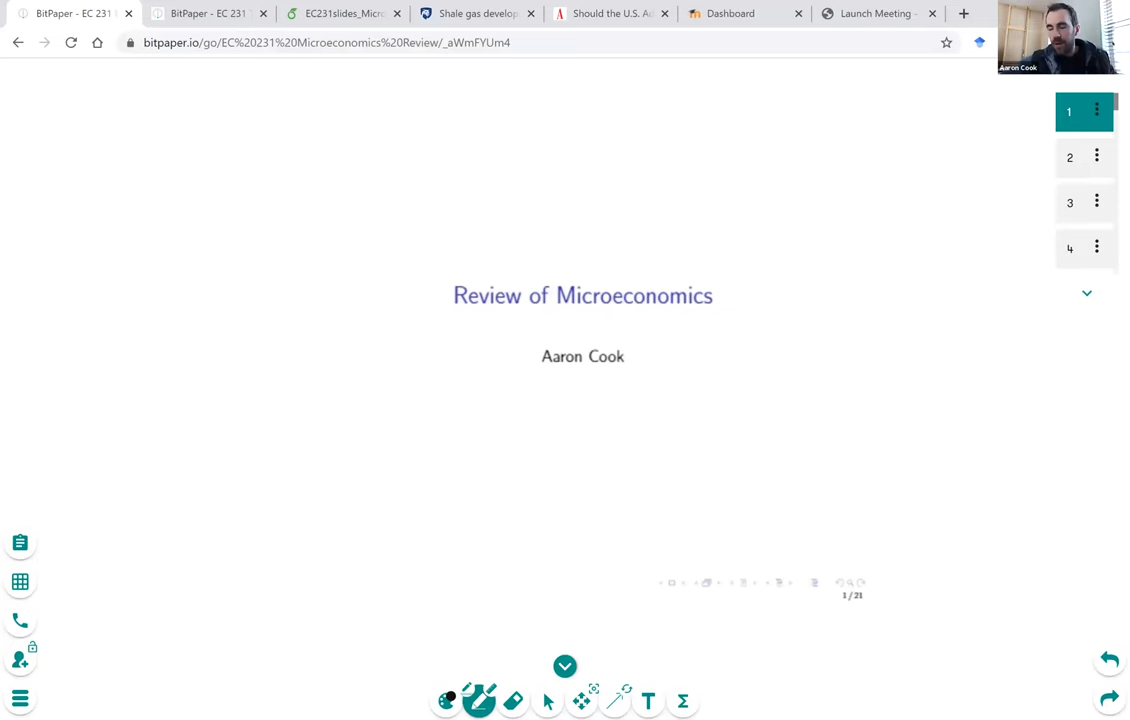 BitPaper - EC 231
BitPaper - EC 231
EC231slides_Micro
Shale gas develop
Should the U.S. Ad
Dashboard
Launch Meeting -
bitpaper.io/go/EC%20231%20Microeconomics%20Review/_aWmFYUm4
Aaron Cook
1
2
3
4
Review of Microeconomics
Aaron Cook
1 / 21
T
Σ